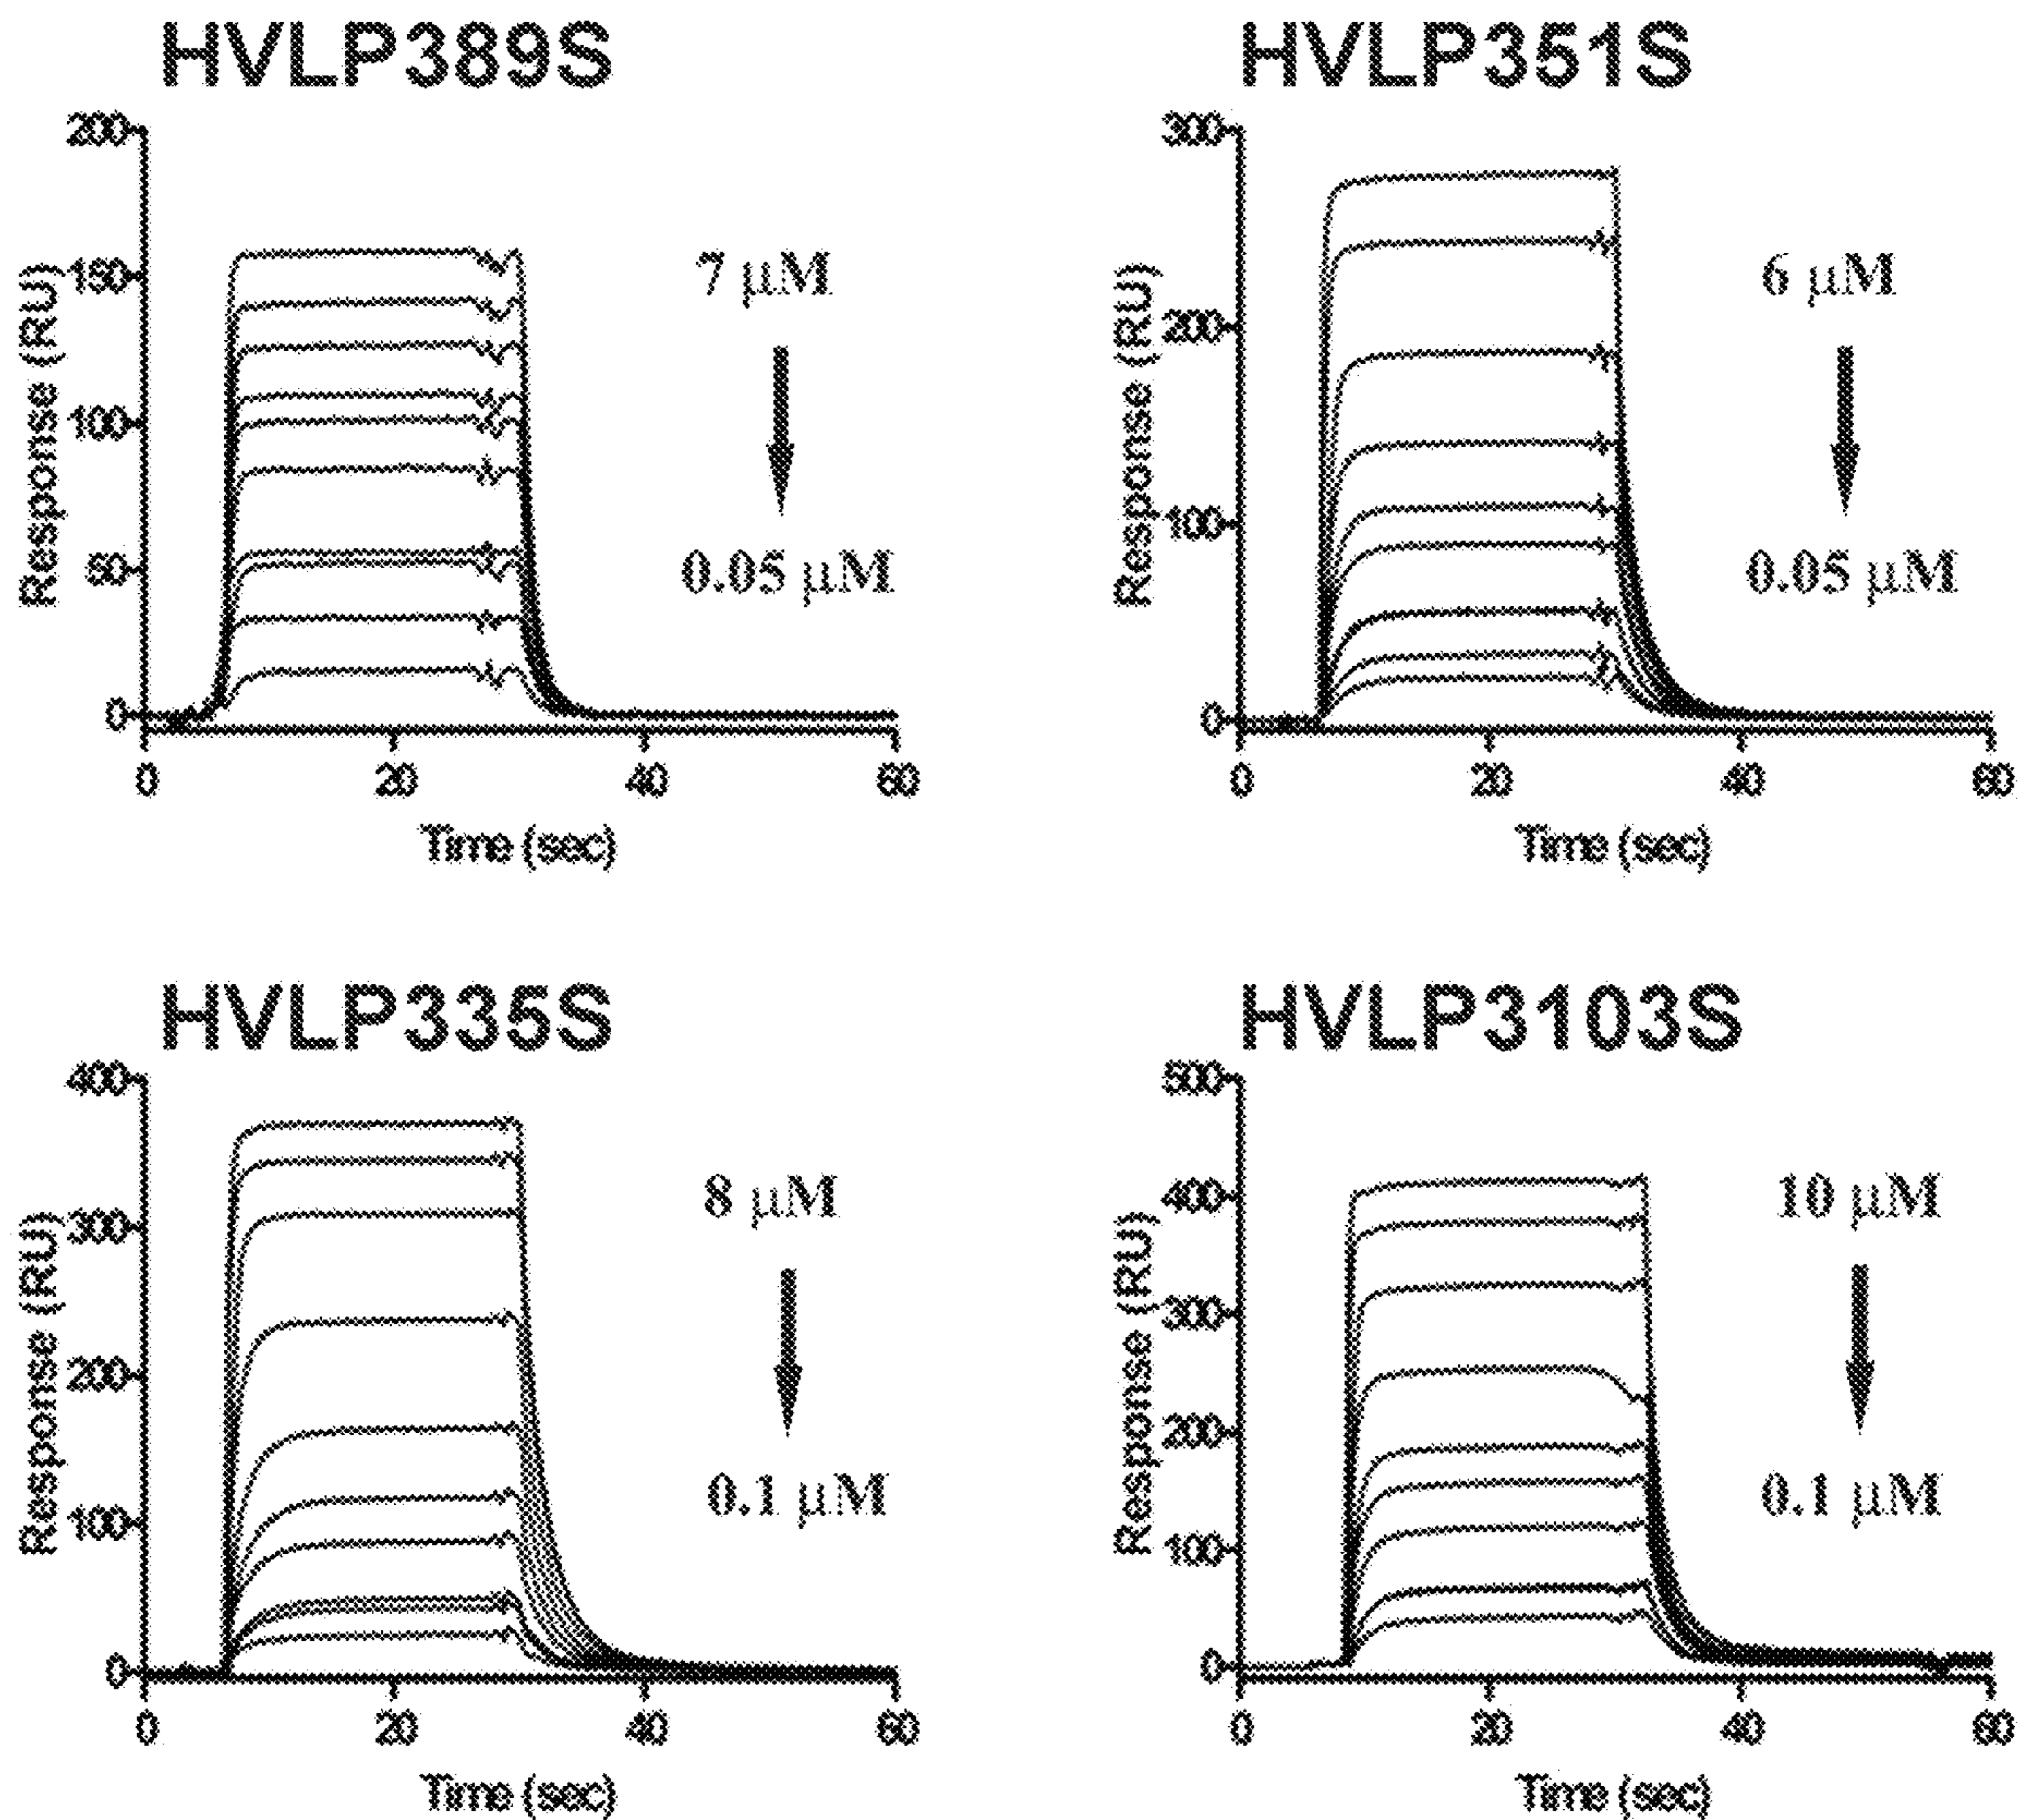 HVLP389S
200
150
100
50
0
Response (RU)
7 μM
0.05 μM
0 20 40 60
Time (sec)
HVLP351S
300
200
100
0
Response (RU)
6 μM
0.05 μM
0 20 40 60
Time (sec)
HVLP335S
400
300
200
100
0
Response (RU)
8 μM
0.1 μM
0 20 40 60
Time (sec)
HVLP3103S
500
400
300
200
100
0
Response (RU)
10 μM
0.1 μM
0 20 40 60
Time (sec)